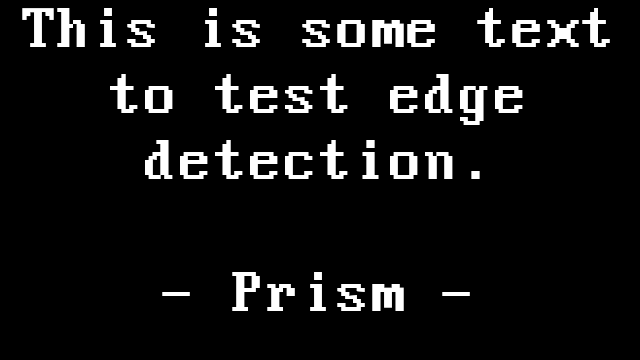 This is some text
to test edge
detection.
- Prism -